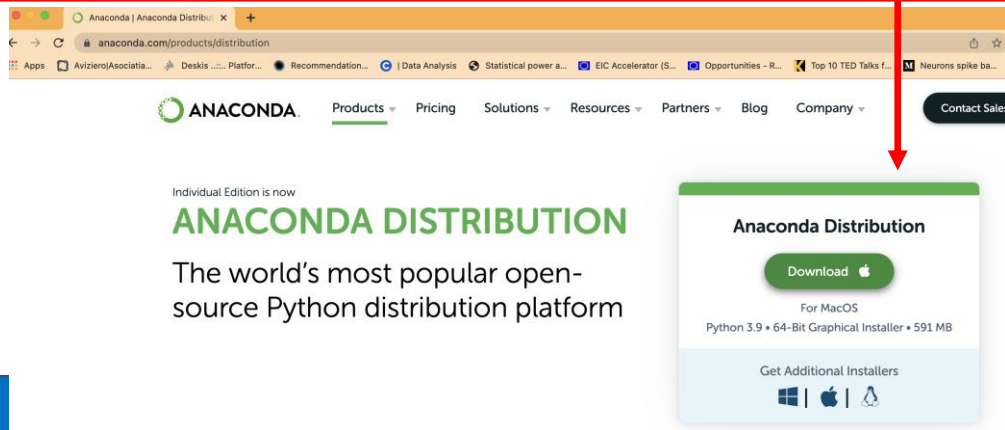 Anaconda | Anaconda Distribut
anaconda.com/products/distribution
Apps Aviziero|Asociatia... Deskis ..::.. Platfor... Recommendation... | Data Analysis Statistical power a... EIC Accelerator (S... Opportunities - R... Top 10 TED Talks f... Neurons spike ba...
ANACONDA. Products Pricing Solutions Resources Partners Blog Company Contact Sales
Individual Edition is now
ANACONDA DISTRIBUTION
The world's most popular open-
source Python distribution platform
Anaconda Distribution
Download
For MacOS
Python 3.9 • 64-Bit Graphical Installer • 591 MB
Get Additional Installers